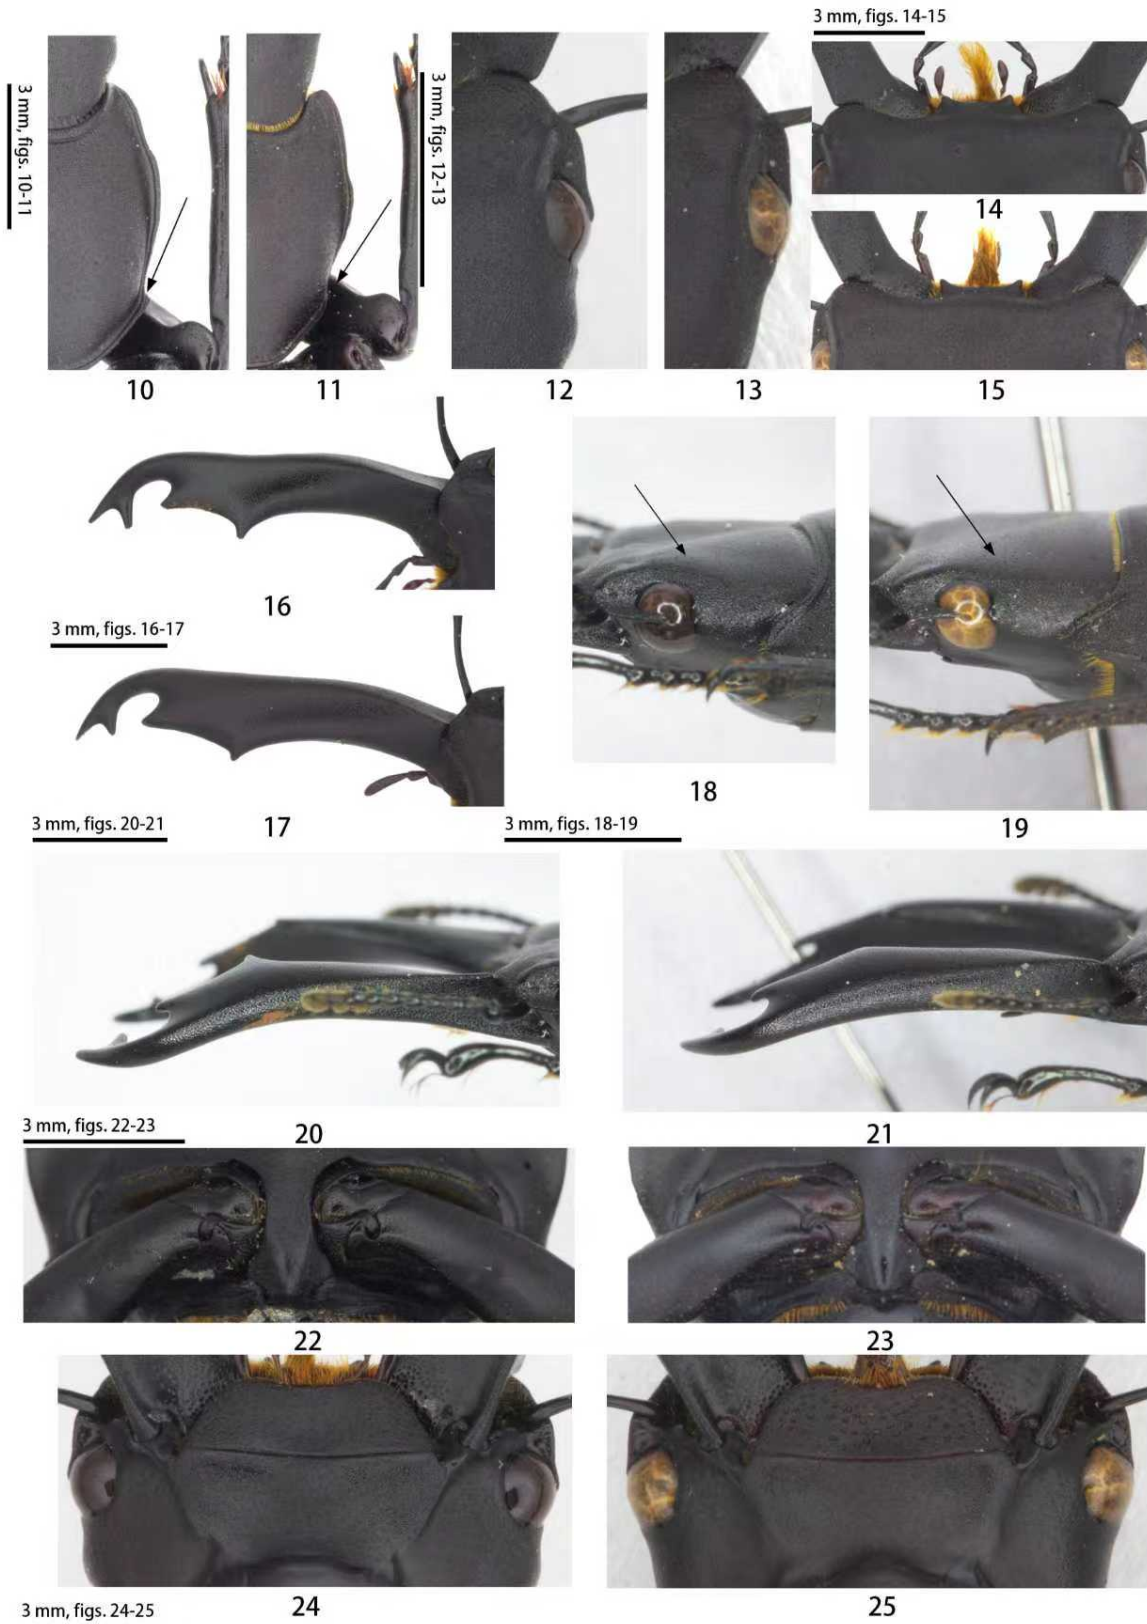 3 mm, figs. 14-15
3 mm, figs. 10-11
3 mm, figs. 12-13
14
10
11
12
13
15
16
3 mm, figs. 16-17
18
17
19
3 mm, figs. 20-21
3 mm, figs. 18-19
20
21
3 mm, figs. 22-23
22
23
24
25
3 mm, figs. 24-25